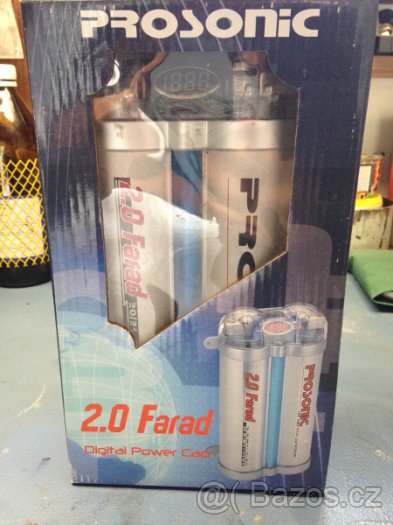 PROSONIC
2.0 Farad
PRO
2.0 Farad
PROSONIC
2.0 Farad
Digital Power Cap
Bazos.cz